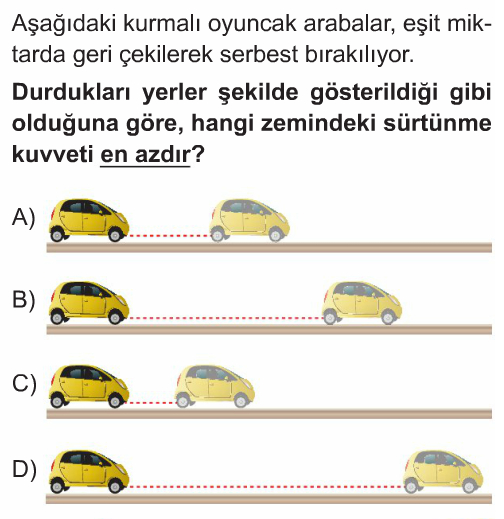 Aşağıdaki kurmalı oyuncak arabalar, eşit mik-
tarda geri çekilerek serbest bırakılıyor.
Durdukları yerler şekilde gösterildiği gibi
olduğuna göre, hangi zemindeki sürtünme
kuvveti en azdır?
A)
B)
C)
D)